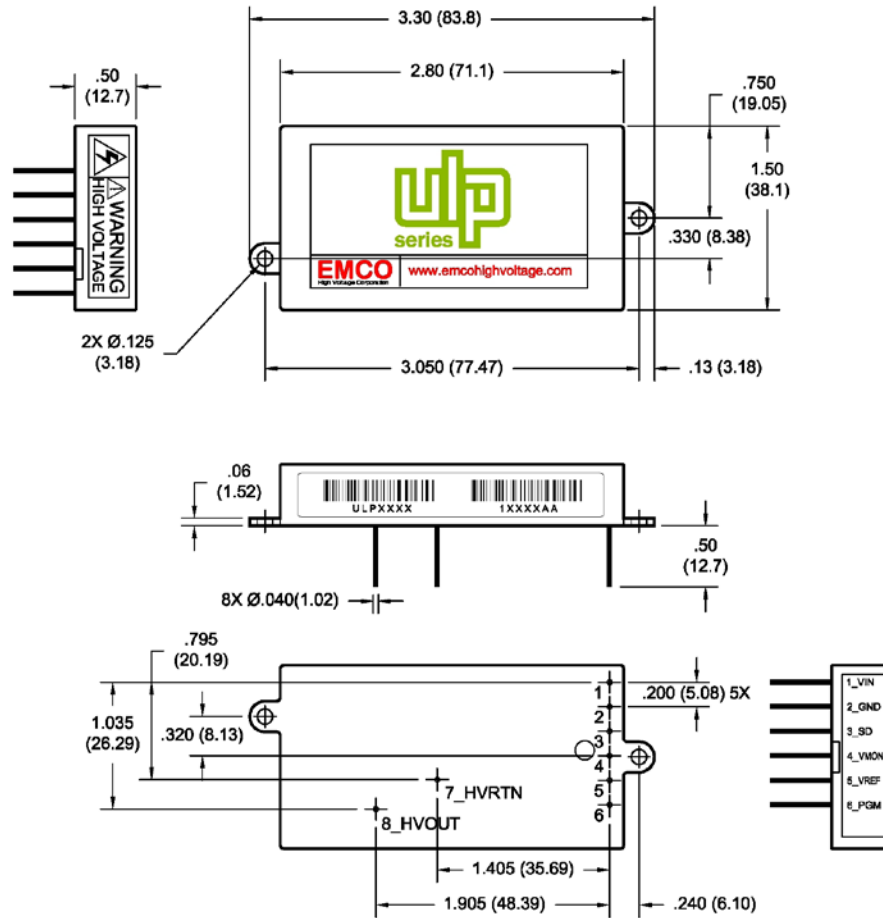 3.30 (83.8)
2.80 (71.1)
.50
(12.7)
.750
(19.05)
1.50
(38.1)
.330 (8.38)
WARNING
HIGH VOLTAGE
ulp
series
EMCO
High Voltage Corporation
www.emcohighvoltage.com
2X Ø.125
(3.18)
3.050 (77.47)
.13 (3.18)
.06
(1.52)
ULPXXXX
1XXXXAA
.50
(12.7)
8X Ø.040(1.02)
.795
(20.19)
1.035
(26.29)
.320 (8.13)
1
2
3
4
5
6
.200 (5.08) 5X
7_HVRTN
8_HVOUT
1.405 (35.69)
1.905 (48.39)
.240 (6.10)
1_VIN
2_GND
3_SD
4_VMON
5_VREF
6_PGM